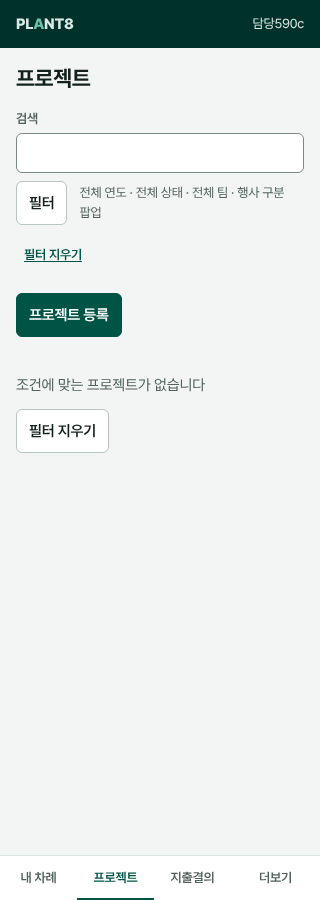 PLANT8
담당590c
프로젝트
검색
필터
전체 연도 · 전체 상태 · 전체 팀 · 행사 구분
팝업
필터 지우기
프로젝트 등록
조건에 맞는 프로젝트가 없습니다
필터 지우기
내 차례
프로젝트
지출결의
더보기